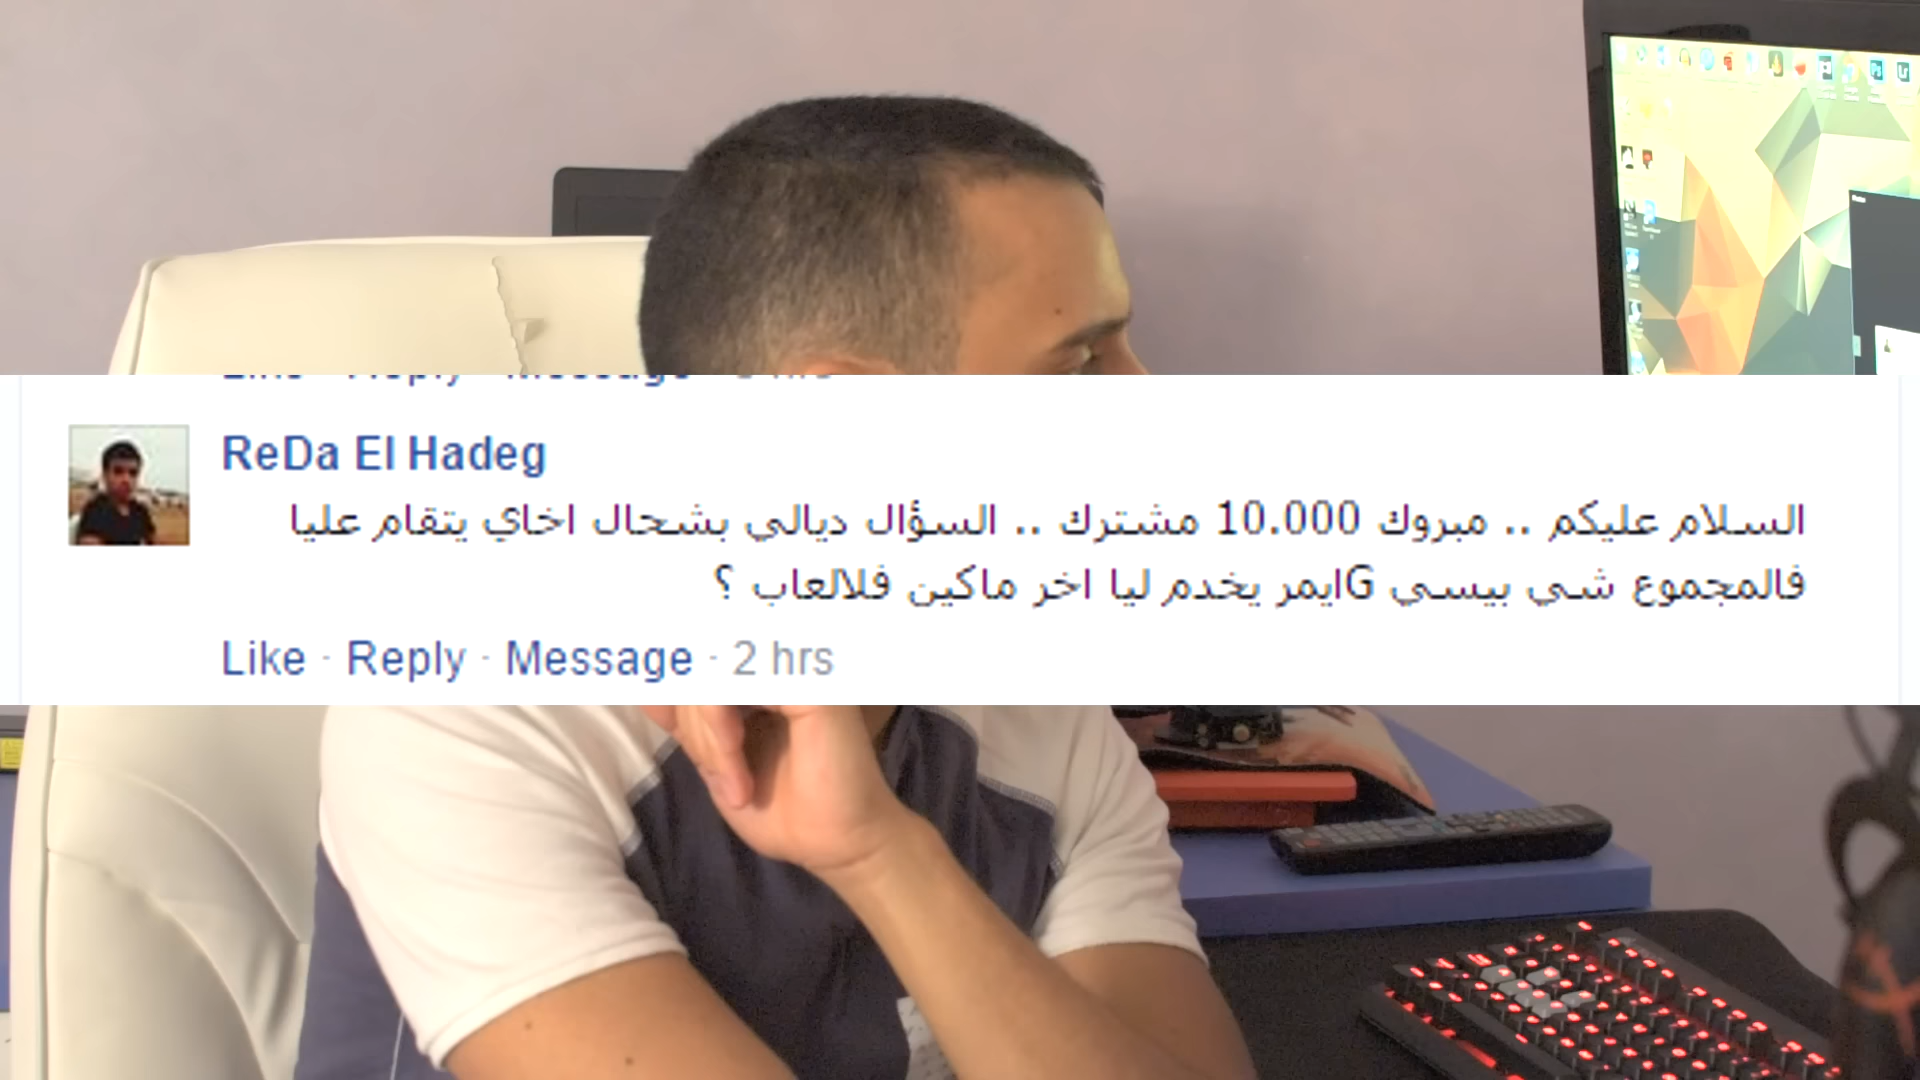 ReDa El Hadeg
السلام عليكم .. مبروك 10.000 مشترك .. السؤال ديالي بشحال اخاي يتقام عليا
فالمجموع شي بيسي Gايمر يخدم ليا اخر ماكين فلالعاب ؟
Like · Reply · Message · 2 hrs